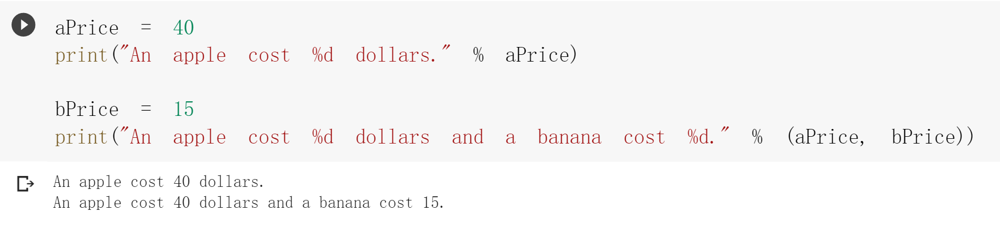 aPrice = 40
print("An apple cost %d dollars." % aPrice)
bPrice = 15
print("An apple cost %d dollars and a banana cost %d." % (aPrice, bPrice))
An apple cost 40 dollars.
An apple cost 40 dollars and a banana cost 15.